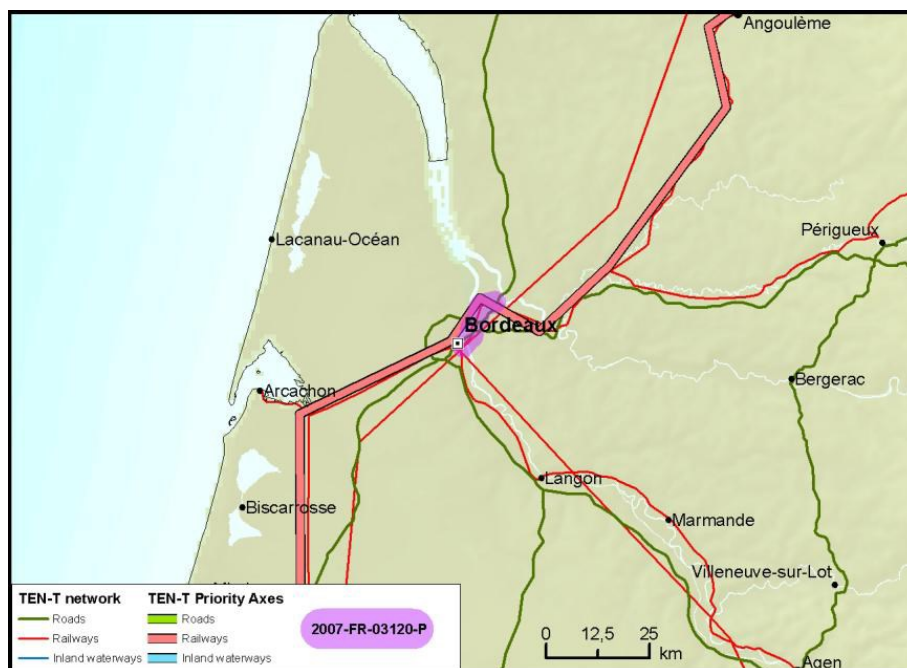 Angoulême
Périgueux
Lacanau-Océan
Bordeaux
Bergerac
Arcachon
Langon
Biscarrosse
Marmande
Villeneuve-sur-Lot
Agen
TEN-T network
Roads
Railways
Inland waterways
TEN-T Priority Axes
Roads
Railways
Inland waterways
2007-FR-03120-P
0 12,5 25
km